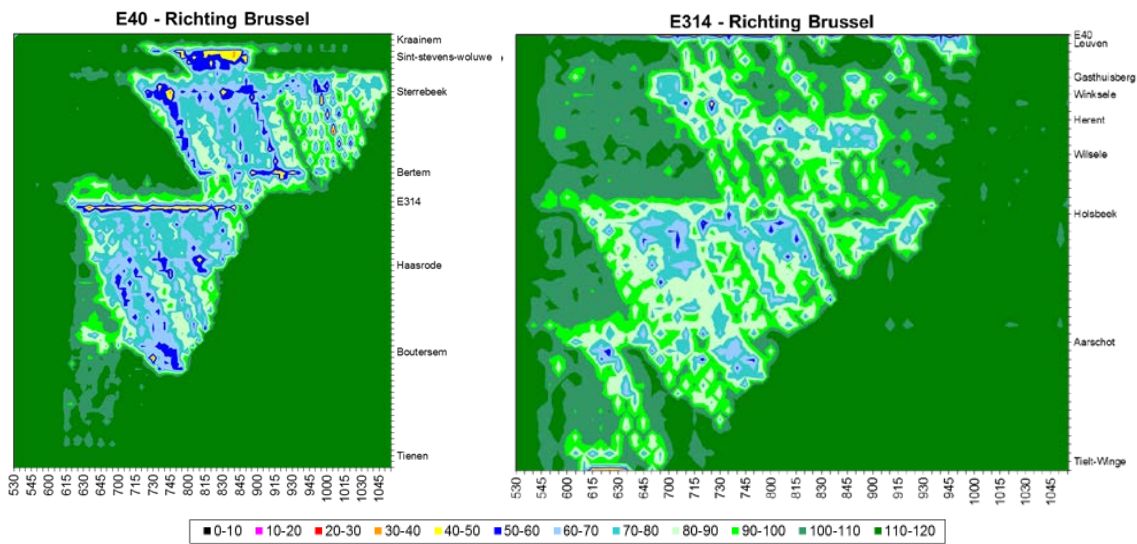 E40 - Richting Brussel
Kraainem
Sint-stevens-woluwe
Sterrebeek
Bertem
E314
Haasrode
Boutersem
Tienen
530 545 600 615 630 645 700 715 730 745 800 815 830 845 900 915 930 945 1000 1015 1030 1045
E314 - Richting Brussel
E40
Leuven
Gasthuisberg
Winksele
Herent
Wilsele
Holsbeek
Aarschot
Tielt-Winge
530 545 600 615 630 645 700 715 730 745 800 815 830 845 900 915 930 945 1000 1015 1030 1045
0-10 10-20 20-30 30-40 40-50 50-60 60-70 70-80 80-90 90-100 100-110 110-120